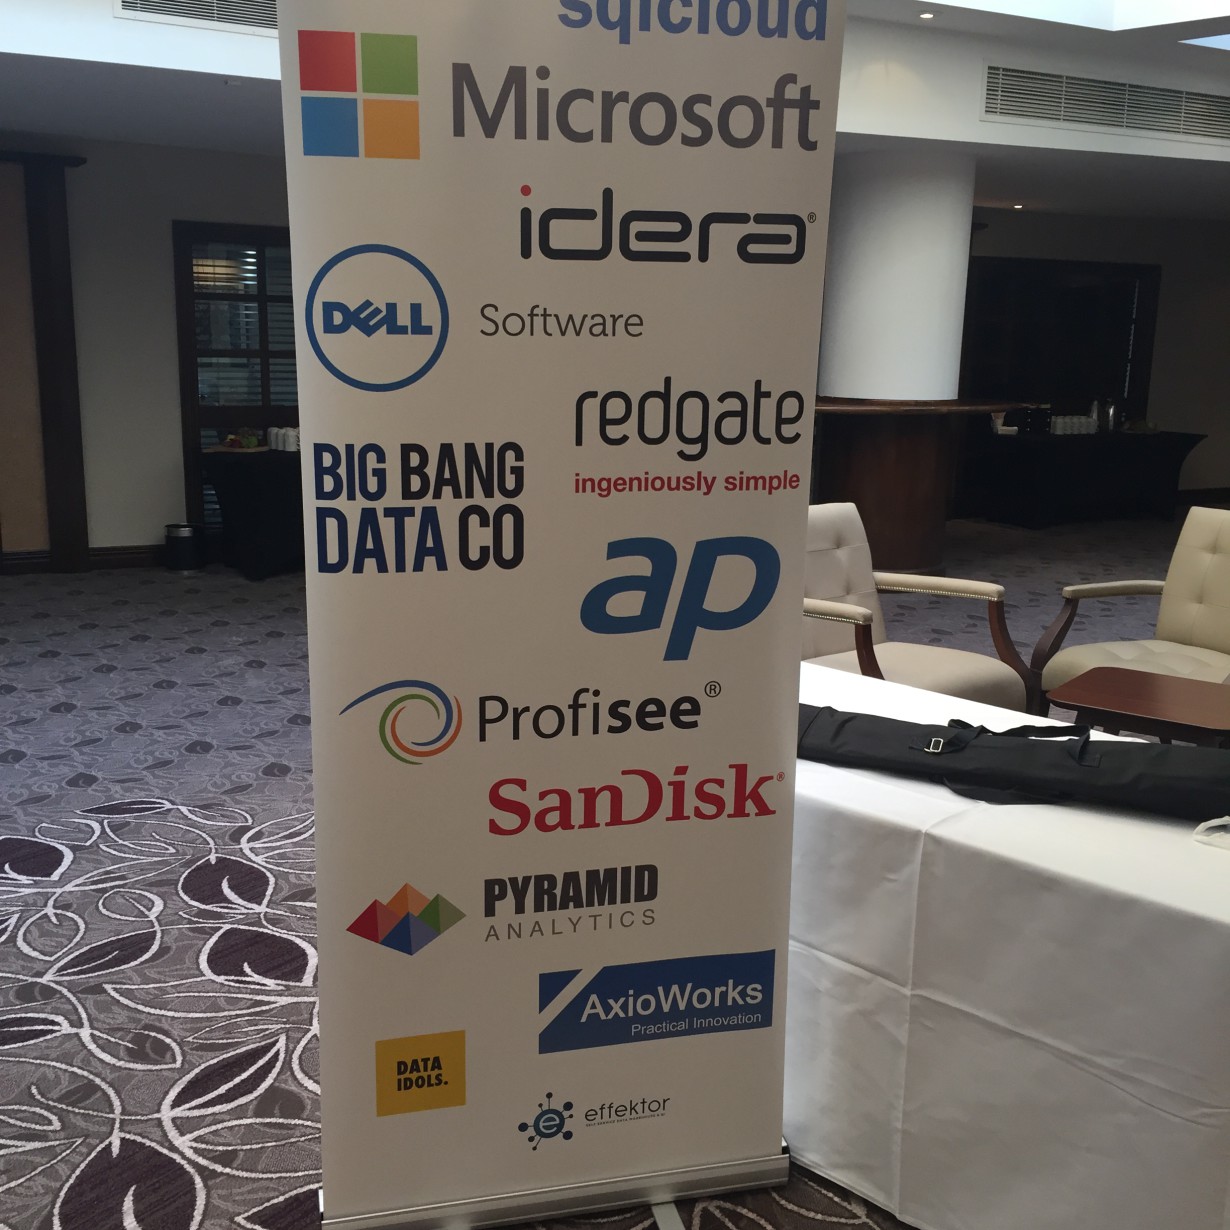 sqlcloud
Microsoft
idera®
DELL
Software
redgate
ingeniously simple
BIG BANG
DATA CO
ap
Profisee®
SanDisk®
PYRAMID
ANALYTICS
AxioWorks
Practical Innovation
DATA
IDOLS.
e
effektor